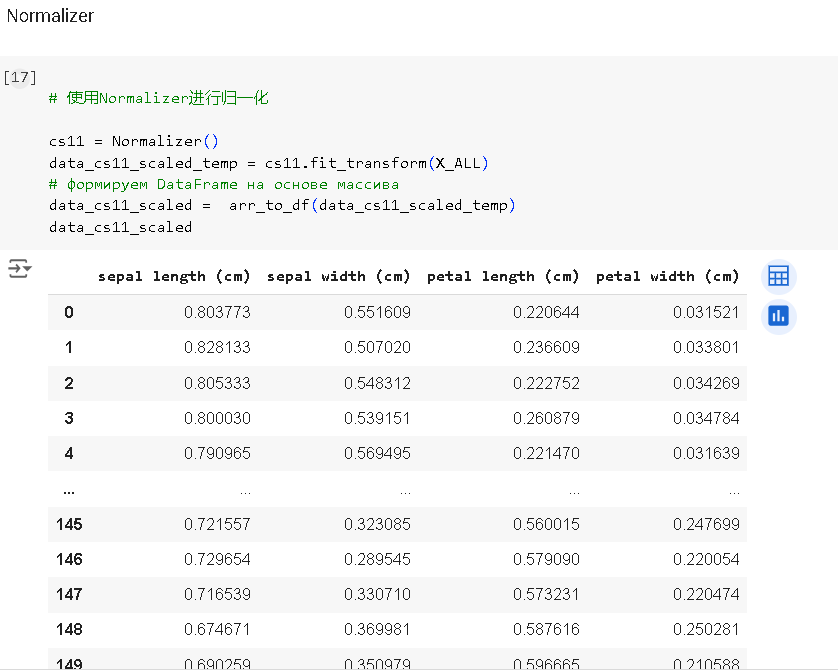 Normalizer
[17]
# 使用Normalizer进行归一化
cs11 = Normalizer()
data_cs11_scaled_temp = cs11.fit_transform(X_ALL)
# формируем DataFrame на основе массива
data_cs11_scaled =  arr_to_df(data_cs11_scaled_temp)
data_cs11_scaled
sepal length (cm) sepal width (cm) petal length (cm) petal width (cm)
0 0.803773 0.551609 0.220644 0.031521
1 0.828133 0.507020 0.236609 0.033801
2 0.805333 0.548312 0.222752 0.034269
3 0.800030 0.539151 0.260879 0.034784
4 0.790965 0.569495 0.221470 0.031639
... ... ... ... ...
145 0.721557 0.323085 0.560015 0.247699
146 0.729654 0.289545 0.579090 0.220054
147 0.716539 0.330710 0.573231 0.220474
148 0.674671 0.369981 0.587616 0.250281
149 0.690259 0.350979 0.596665 0.210588